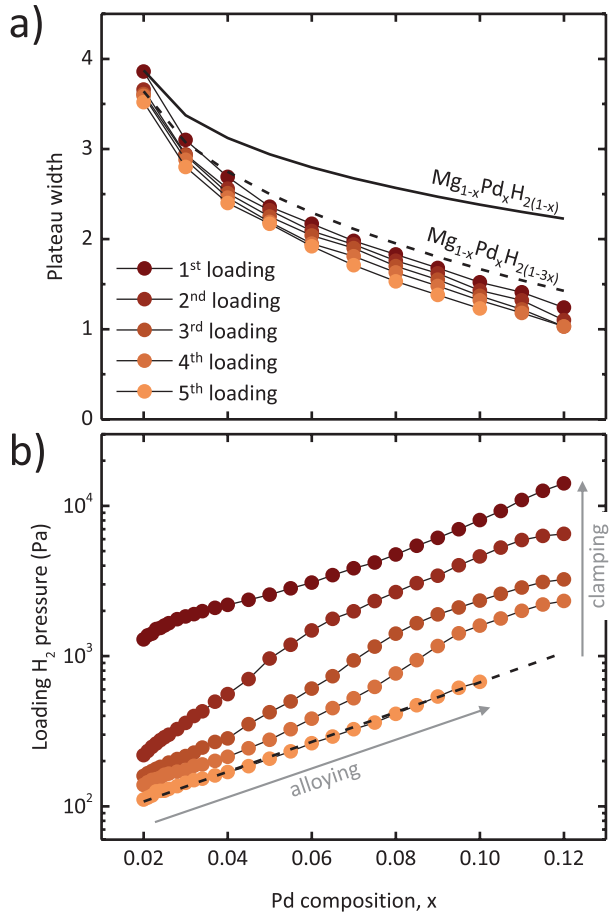 a)
4
3
2
1
0
Plateau width
Mg1-xPdxH2(1-x)
Mg1-xPdxH2(1-3x)
1st loading
2nd loading
3rd loading
4th loading
5th loading
b)
10^4
10^3
10^2
Loading H2 pressure (Pa)
clamping
alloying
0.02 0.04 0.06 0.08 0.10 0.12
Pd composition, x